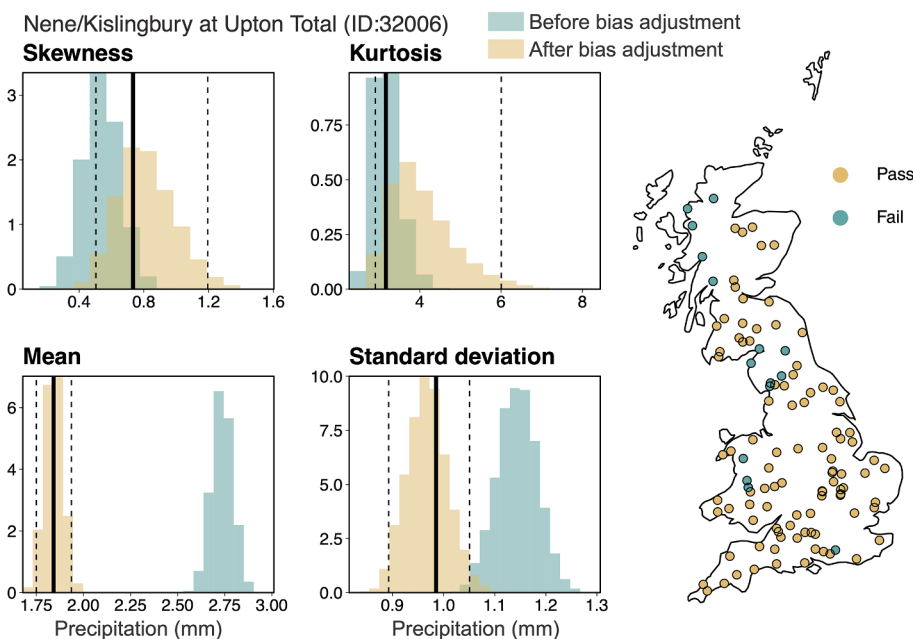 Nene/Kislingbury at Upton Total (ID:32006)
Before bias adjustment
After bias adjustment
Skewness
Kurtosis
3
2
1
0
0.4 0.8 1.2 1.6
0.75
0.50
0.25
0.00
4 6 8
Pass
Fail
Mean
Standard deviation
6
4
2
0
1.75 2.00 2.25 2.50 2.75 3.00
Precipitation (mm)
10.0
7.5
5.0
2.5
0.0
0.9 1.0 1.1 1.2 1.3
Precipitation (mm)